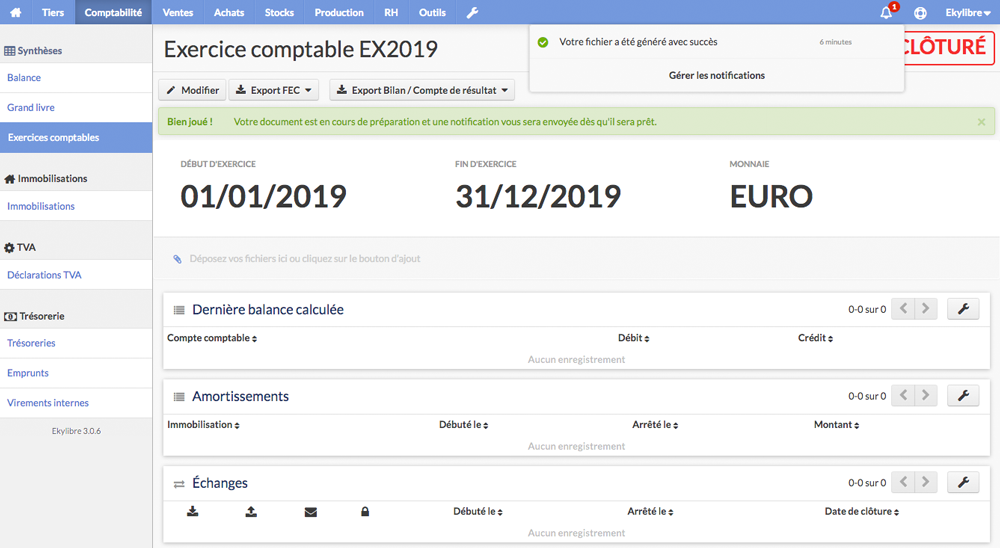 Tiers Comptabilité Ventes Achats Stocks Production RH Outils 1 Ekylibre
Synthèses
Balance
Grand livre
Exercices comptables
Immobilisations
Immobilisations
TVA
Déclarations TVA
Trésorerie
Trésoreries
Emprunts
Virements internes
Ekylibre 3.0.6
Exercice comptable EX2019
CLÔTURÉ
Votre fichier a été généré avec succès 6 minutes
Gérer les notifications
Modifier Export FEC Export Bilan / Compte de résultat
Bien joué ! Votre document est en cours de préparation et une notification vous sera envoyée dès qu'il sera prêt. ×
DÉBUT D'EXERCICE FIN D'EXERCICE MONNAIE
01/01/2019 31/12/2019 EURO
Déposez vos fichiers ici ou cliquez sur le bouton d'ajout
Dernière balance calculée 0-0 sur 0
Compte comptable Débit Crédit
Aucun enregistrement
Amortissements 0-0 sur 0
Immobilisation Débuté le Arrêté le Montant
Aucun enregistrement
Échanges 0-0 sur 0
Débuté le Arrêté le Date de clôture
Aucun enregistrement